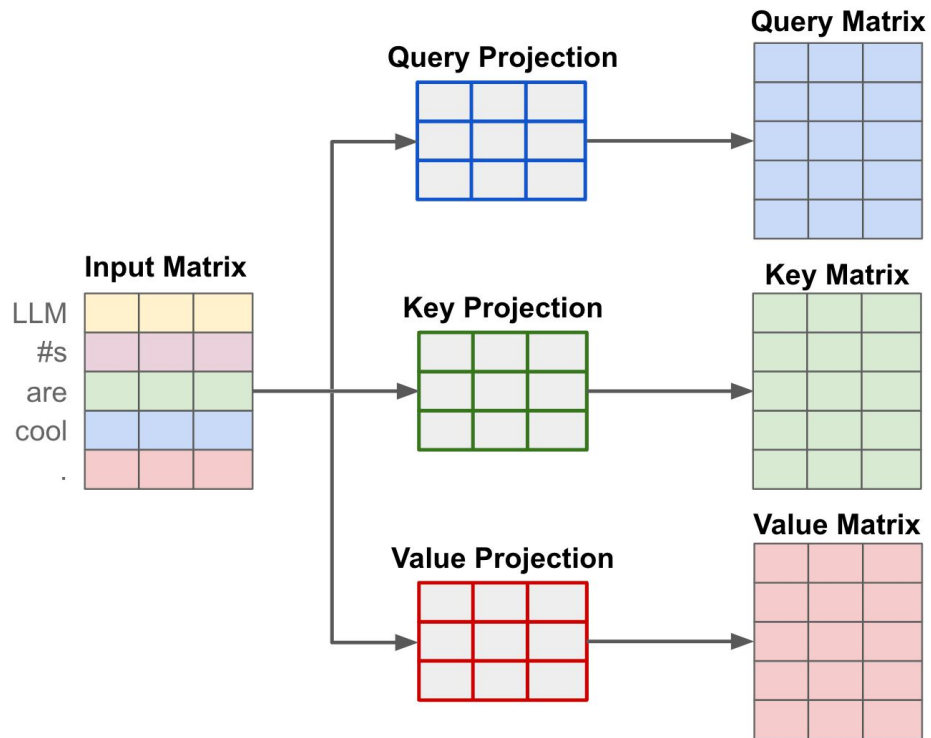 Query Matrix
Query Projection
Input Matrix
LLM
#s
are
cool
.
Key Matrix
Key Projection
Value Matrix
Value Projection